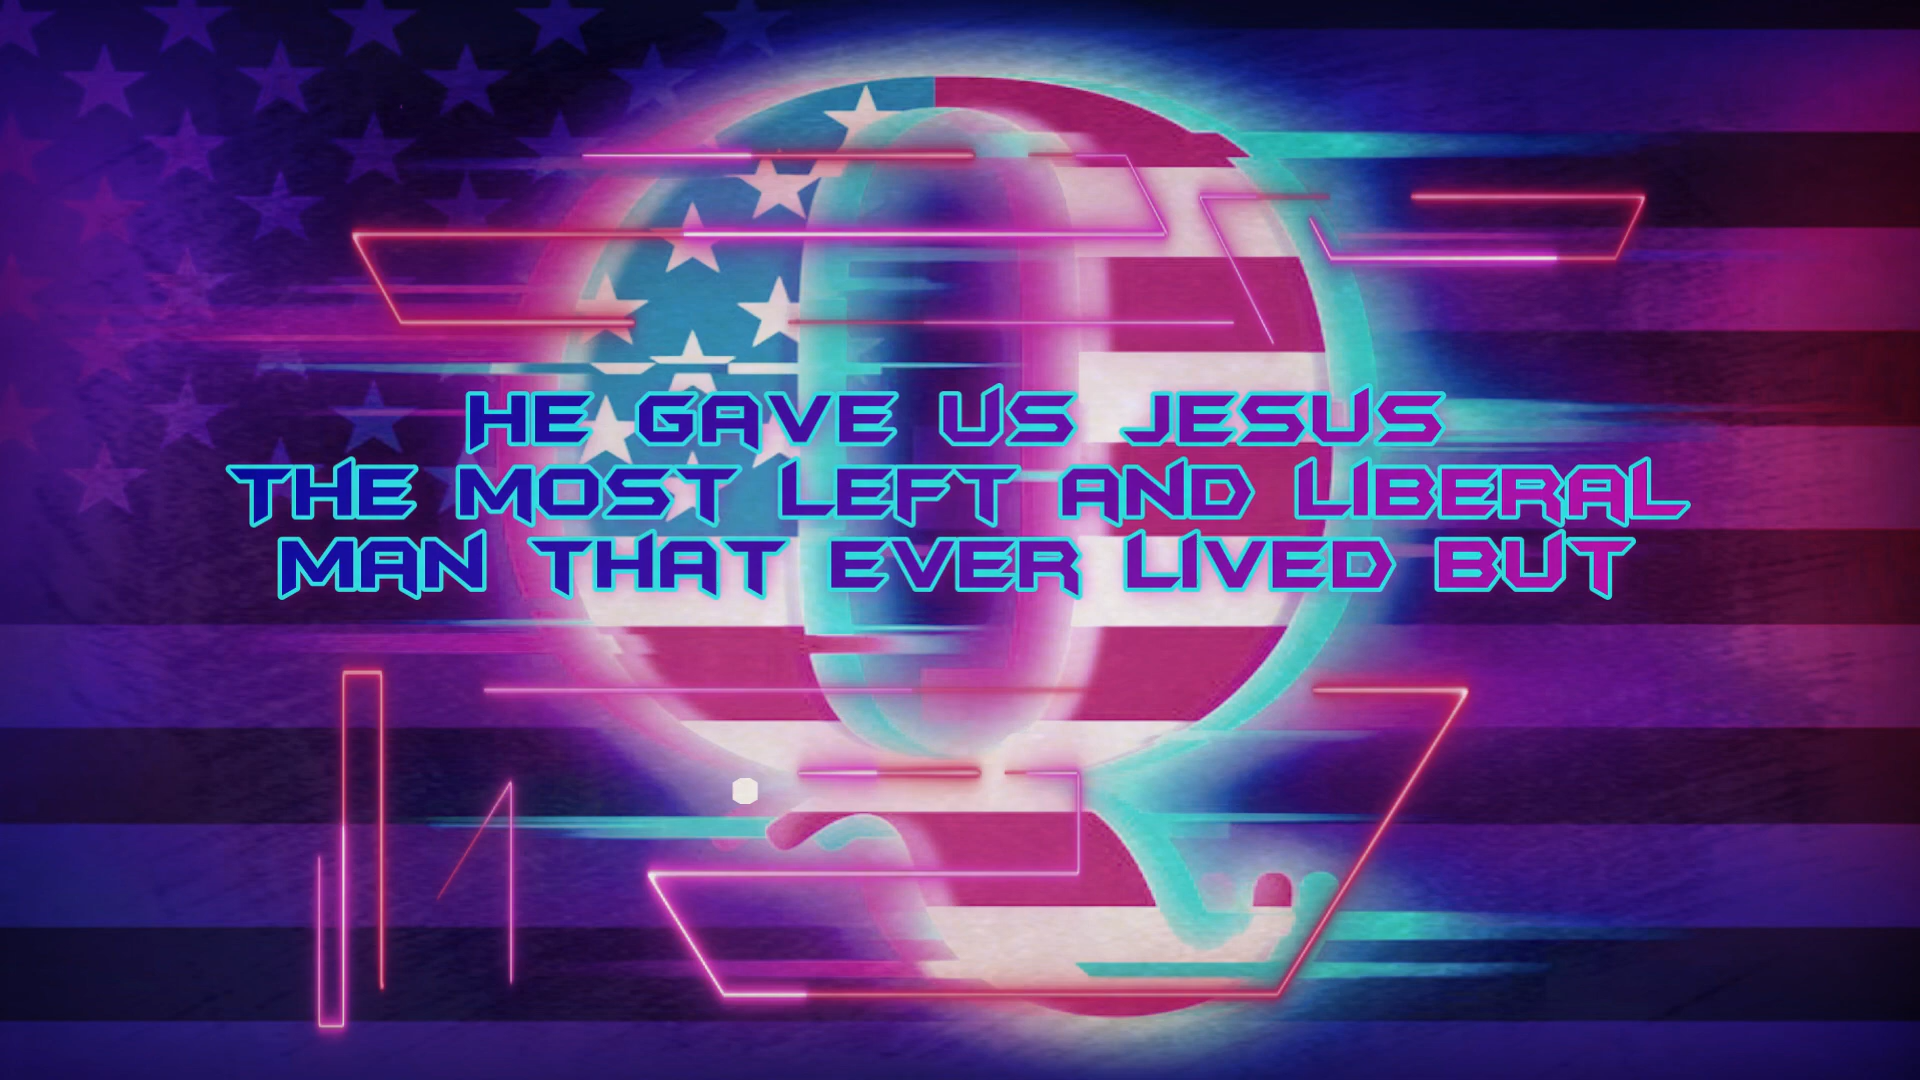 HE GAVE US JESUS
THE MOST LEFT AND LIBERAL
MAN THAT EVER LIVED BUT
Q